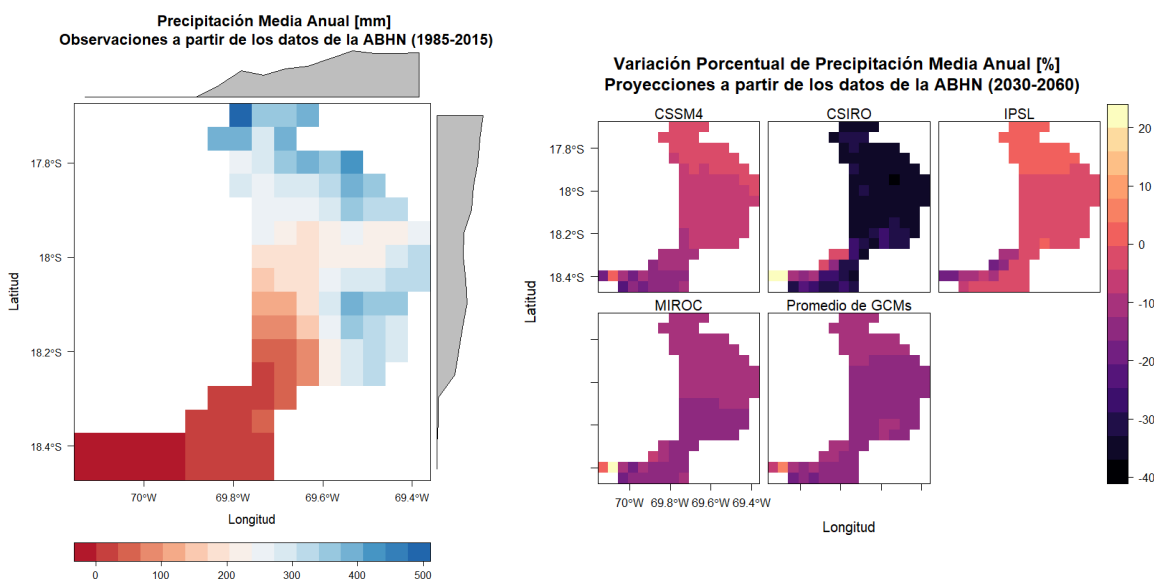 Precipitación Media Anual [mm]
Observaciones a partir de los datos de la ABHN (1985-2015)
17.8°S
18°S
18.2°S
18.4°S
Latitud
70°W 69.8°W 69.6°W 69.4°W
Longitud
0 100 200 300 400 500
Variación Porcentual de Precipitación Media Anual [%]
Proyecciones a partir de los datos de la ABHN (2030-2060)
CSSM4 CSIRO IPSL
17.8°S
18°S
18.2°S
18.4°S
MIROC Promedio de GCMs
Latitud
70°W 69.8°W 69.6°W 69.4°W
Longitud
20
10
0
-10
-20
-30
-40